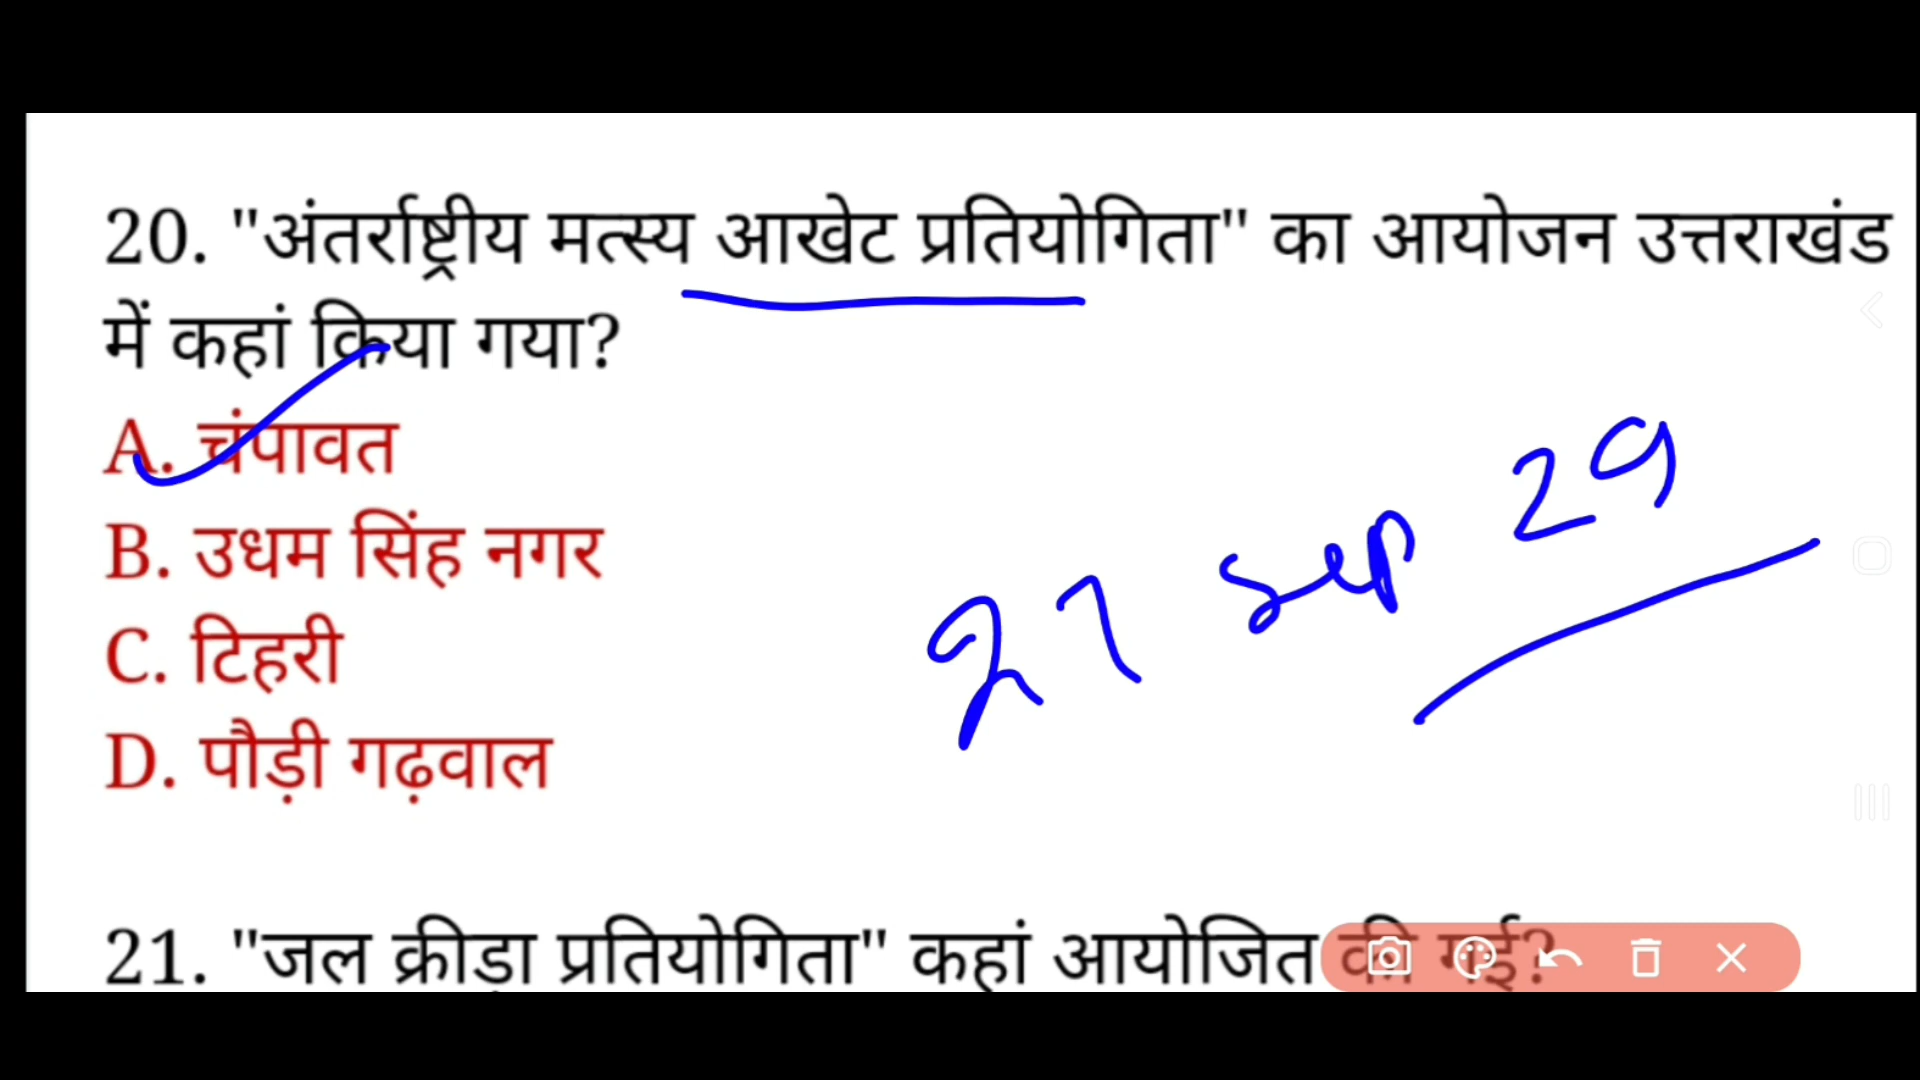 20. "अंतर्राष्ट्रीय मत्स्य आखेट प्रतियोगिता" का आयोजन उत्तराखंड
में कहां किया गया?
A. चंपावत
B. उधम सिंह नगर
C. टिहरी
D. पौड़ी गढ़वाल
27 sep 29
21. "जल क्रीड़ा प्रतियोगिता" कहां आयोजित की गई?